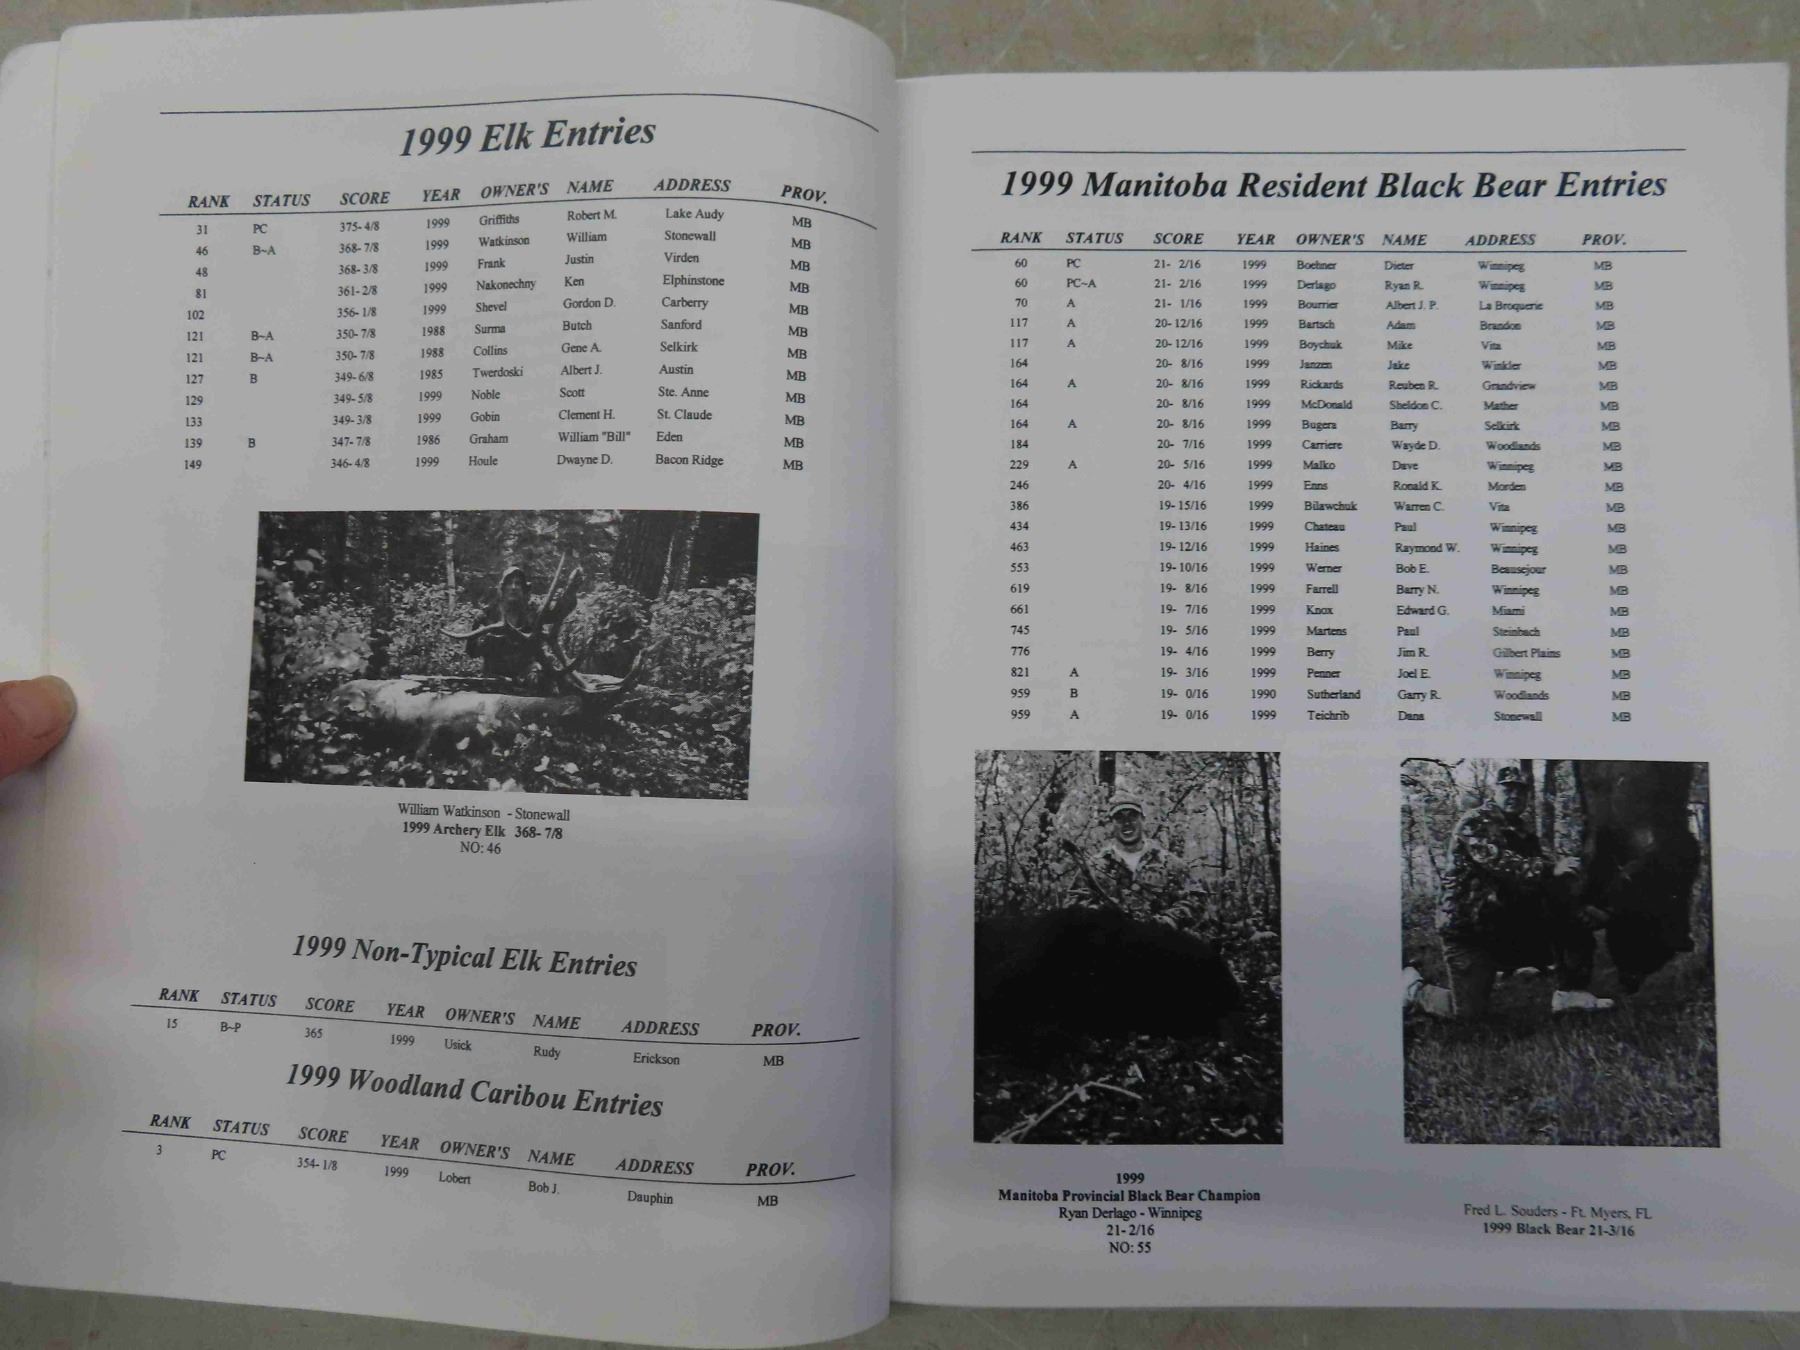 1999 Elk Entries
RANK STATUS SCORE YEAR OWNER'S NAME ADDRESS PROV.
31 PC 375- 4/8 1999 Griffiths Robert M. Lake Audy MB
46 B~A 368- 7/8 1999 Watkinson William Stonewall MB
48 368- 3/8 1999 Frank Justin Virden MB
81 361- 2/8 1999 Nakonechny Ken Elphinstone MB
102 356- 1/8 1999 Shevel Gordon D. Carberry MB
121 B~A 350- 7/8 1988 Surma Butch Sanford MB
121 B~A 350- 7/8 1988 Collins Gene A. Selkirk MB
127 B 349- 6/8 1985 Twerdoski Albert J. Austin MB
129 349- 5/8 1999 Noble Scott Ste. Anne MB
133 349- 3/8 1999 Gobin Clement H. St. Claude MB
139 B 347- 7/8 1986 Graham William "Bill" Eden MB
149 346- 4/8 1999 Houle Dwayne D. Bacon Ridge MB
William Watkinson - Stonewall
1999 Archery Elk 368- 7/8
NO: 46
1999 Non-Typical Elk Entries
RANK STATUS SCORE YEAR OWNER'S NAME ADDRESS PROV.
15 B~P 365 1999 Usick Rudy Erickson MB
1999 Woodland Caribou Entries
RANK STATUS SCORE YEAR OWNER'S NAME ADDRESS PROV.
3 PC 354- 1/8 1999 Lobert Bob J. Dauphin MB
1999 Manitoba Resident Black Bear Entries
RANK STATUS SCORE YEAR OWNER'S NAME ADDRESS PROV.
60 PC 21- 2/16 1999 Boehner Dieter Winnipeg MB
60 PC~A 21- 2/16 1999 Derlago Ryan R. Winnipeg MB
70 A 21- 1/16 1999 Bourrier Albert J. P. La Broquerie MB
117 A 20- 12/16 1999 Bartsch Adam Brandon MB
117 A 20- 12/16 1999 Boychuk Mike Vita MB
164 20- 8/16 1999 Janzen Jake Winkler MB
164 A 20- 8/16 1999 Rickards Reuben R. Grandview MB
164 20- 8/16 1999 McDonald Sheldon C. Mather MB
164 A 20- 8/16 1999 Bugera Barry Selkirk MB
184 20- 7/16 1999 Carriere Wayde D. Woodlands MB
229 A 20- 5/16 1999 Malko Dave Winnipeg MB
246 20- 4/16 1999 Enns Ronald K. Morden MB
386 19- 15/16 1999 Bilawchuk Warren C. Vita MB
434 19- 13/16 1999 Chateau Paul Winnipeg MB
463 19- 12/16 1999 Haines Raymond W. Winnipeg MB
553 19- 10/16 1999 Werner Bob E. Beausejour MB
619 19- 8/16 1999 Farrell Barry N. Winnipeg MB
661 19- 7/16 1999 Knox Edward G. Miami MB
745 19- 5/16 1999 Martens Paul Steinbach MB
776 19- 4/16 1999 Berry Jim R. Gilbert Plains MB
821 A 19- 3/16 1999 Penner Joel E. Winnipeg MB
959 B 19- 0/16 1990 Sutherland Garry R. Woodlands MB
959 A 19- 0/16 1999 Teichrib Dana Stonewall MB
1999
Manitoba Provincial Black Bear Champion
Ryan Derlago - Winnipeg
21- 2/16
NO: 55
Fred L. Souders - Ft. Myers, FL
1999 Black Bear 21-3/16